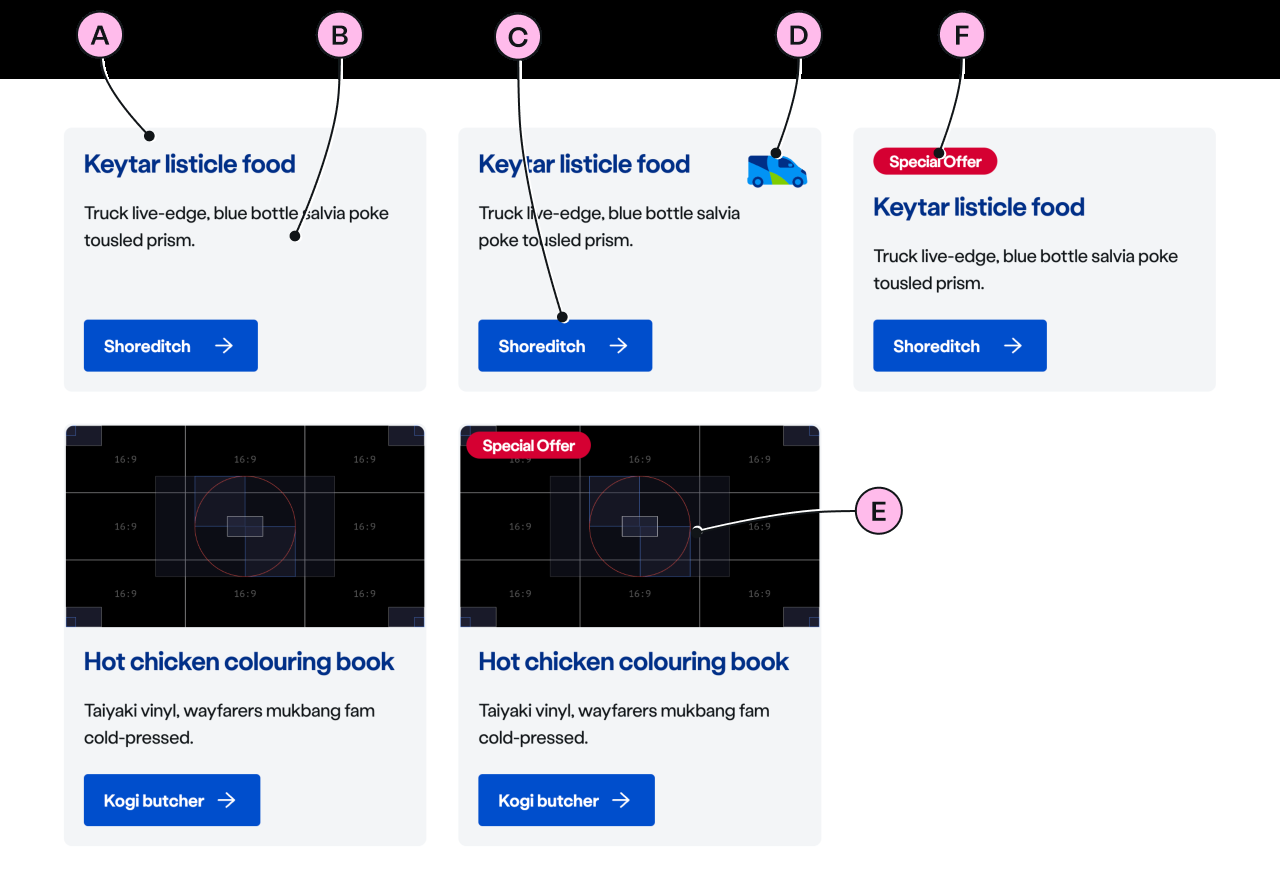 A
B
C
D
F
Keytar listicle food
Truck live-edge, blue bottle salvia poke
tousled prism.
Shoreditch
Keytar listicle food
Truck live-edge, blue bottle salvia
poke tousled prism.
Shoreditch
Special Offer
Keytar listicle food
Truck live-edge, blue bottle salvia poke
tousled prism.
Shoreditch
16:9 16:9 16:9
16:9 16:9
16:9 16:9 16:9
Hot chicken colouring book
Taiyaki vinyl, wayfarers mukbang fam
cold-pressed.
Kogi butcher
Special Offer
16:9 16:9 16:9
16:9 16:9
16:9 16:9 16:9
E
Hot chicken colouring book
Taiyaki vinyl, wayfarers mukbang fam
cold-pressed.
Kogi butcher